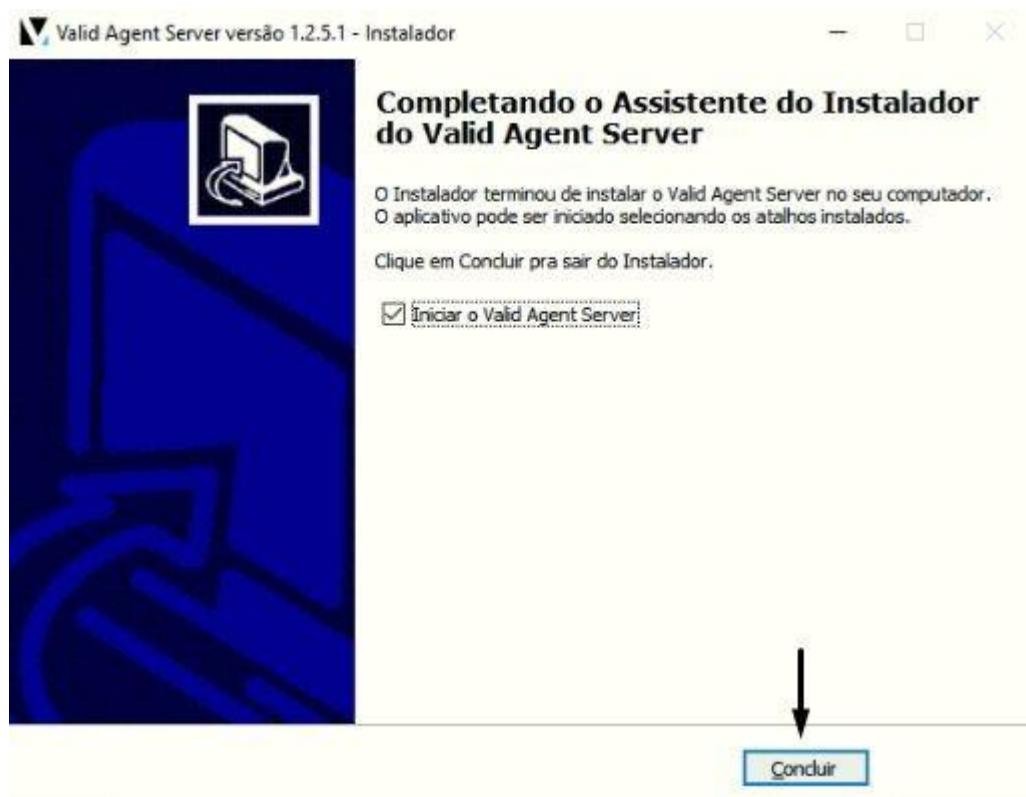 Valid Agent Server versão 1.2.5.1 - Instalador
Completando o Assistente do Instalador
do Valid Agent Server
O Instalador terminou de instalar o Valid Agent Server no seu computador.
O aplicativo pode ser iniciado selecionando os atalhos instalados.
Clique em Concluir pra sair do Instalador.
Iniciar o Valid Agent Server
Concluir